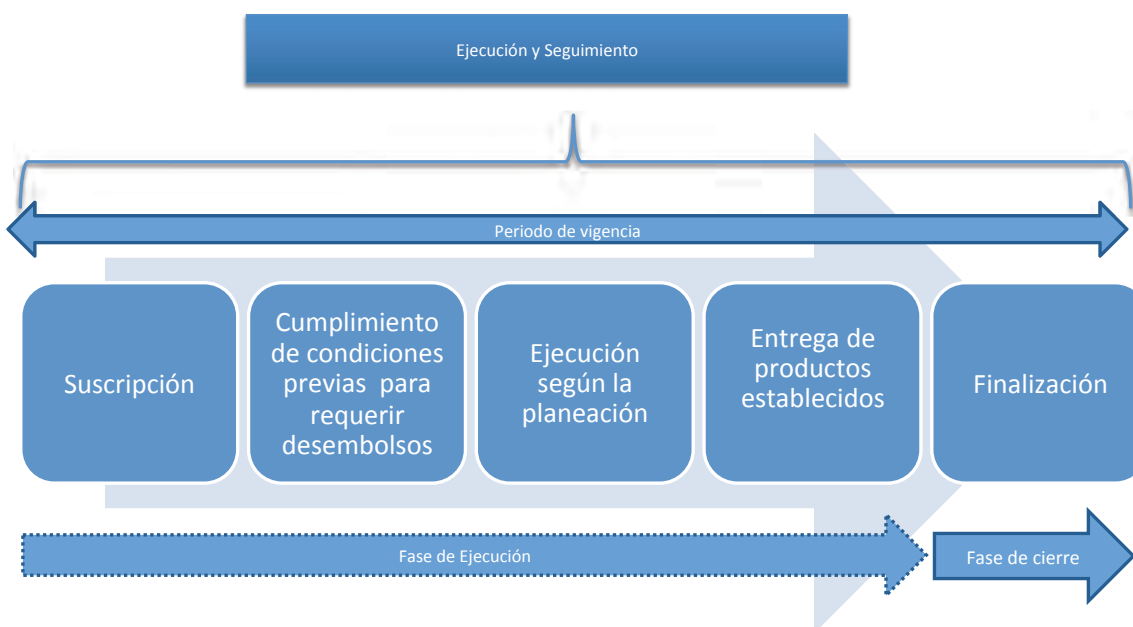 Ejecución y Seguimiento
Periodo de vigencia
Suscripción
Cumplimiento
de condiciones
previas para
requerir
desembolsos
Ejecución
según la
planeación
Entrega de
productos
establecidos
Finalización
Fase de Ejecución
Fase de cierre